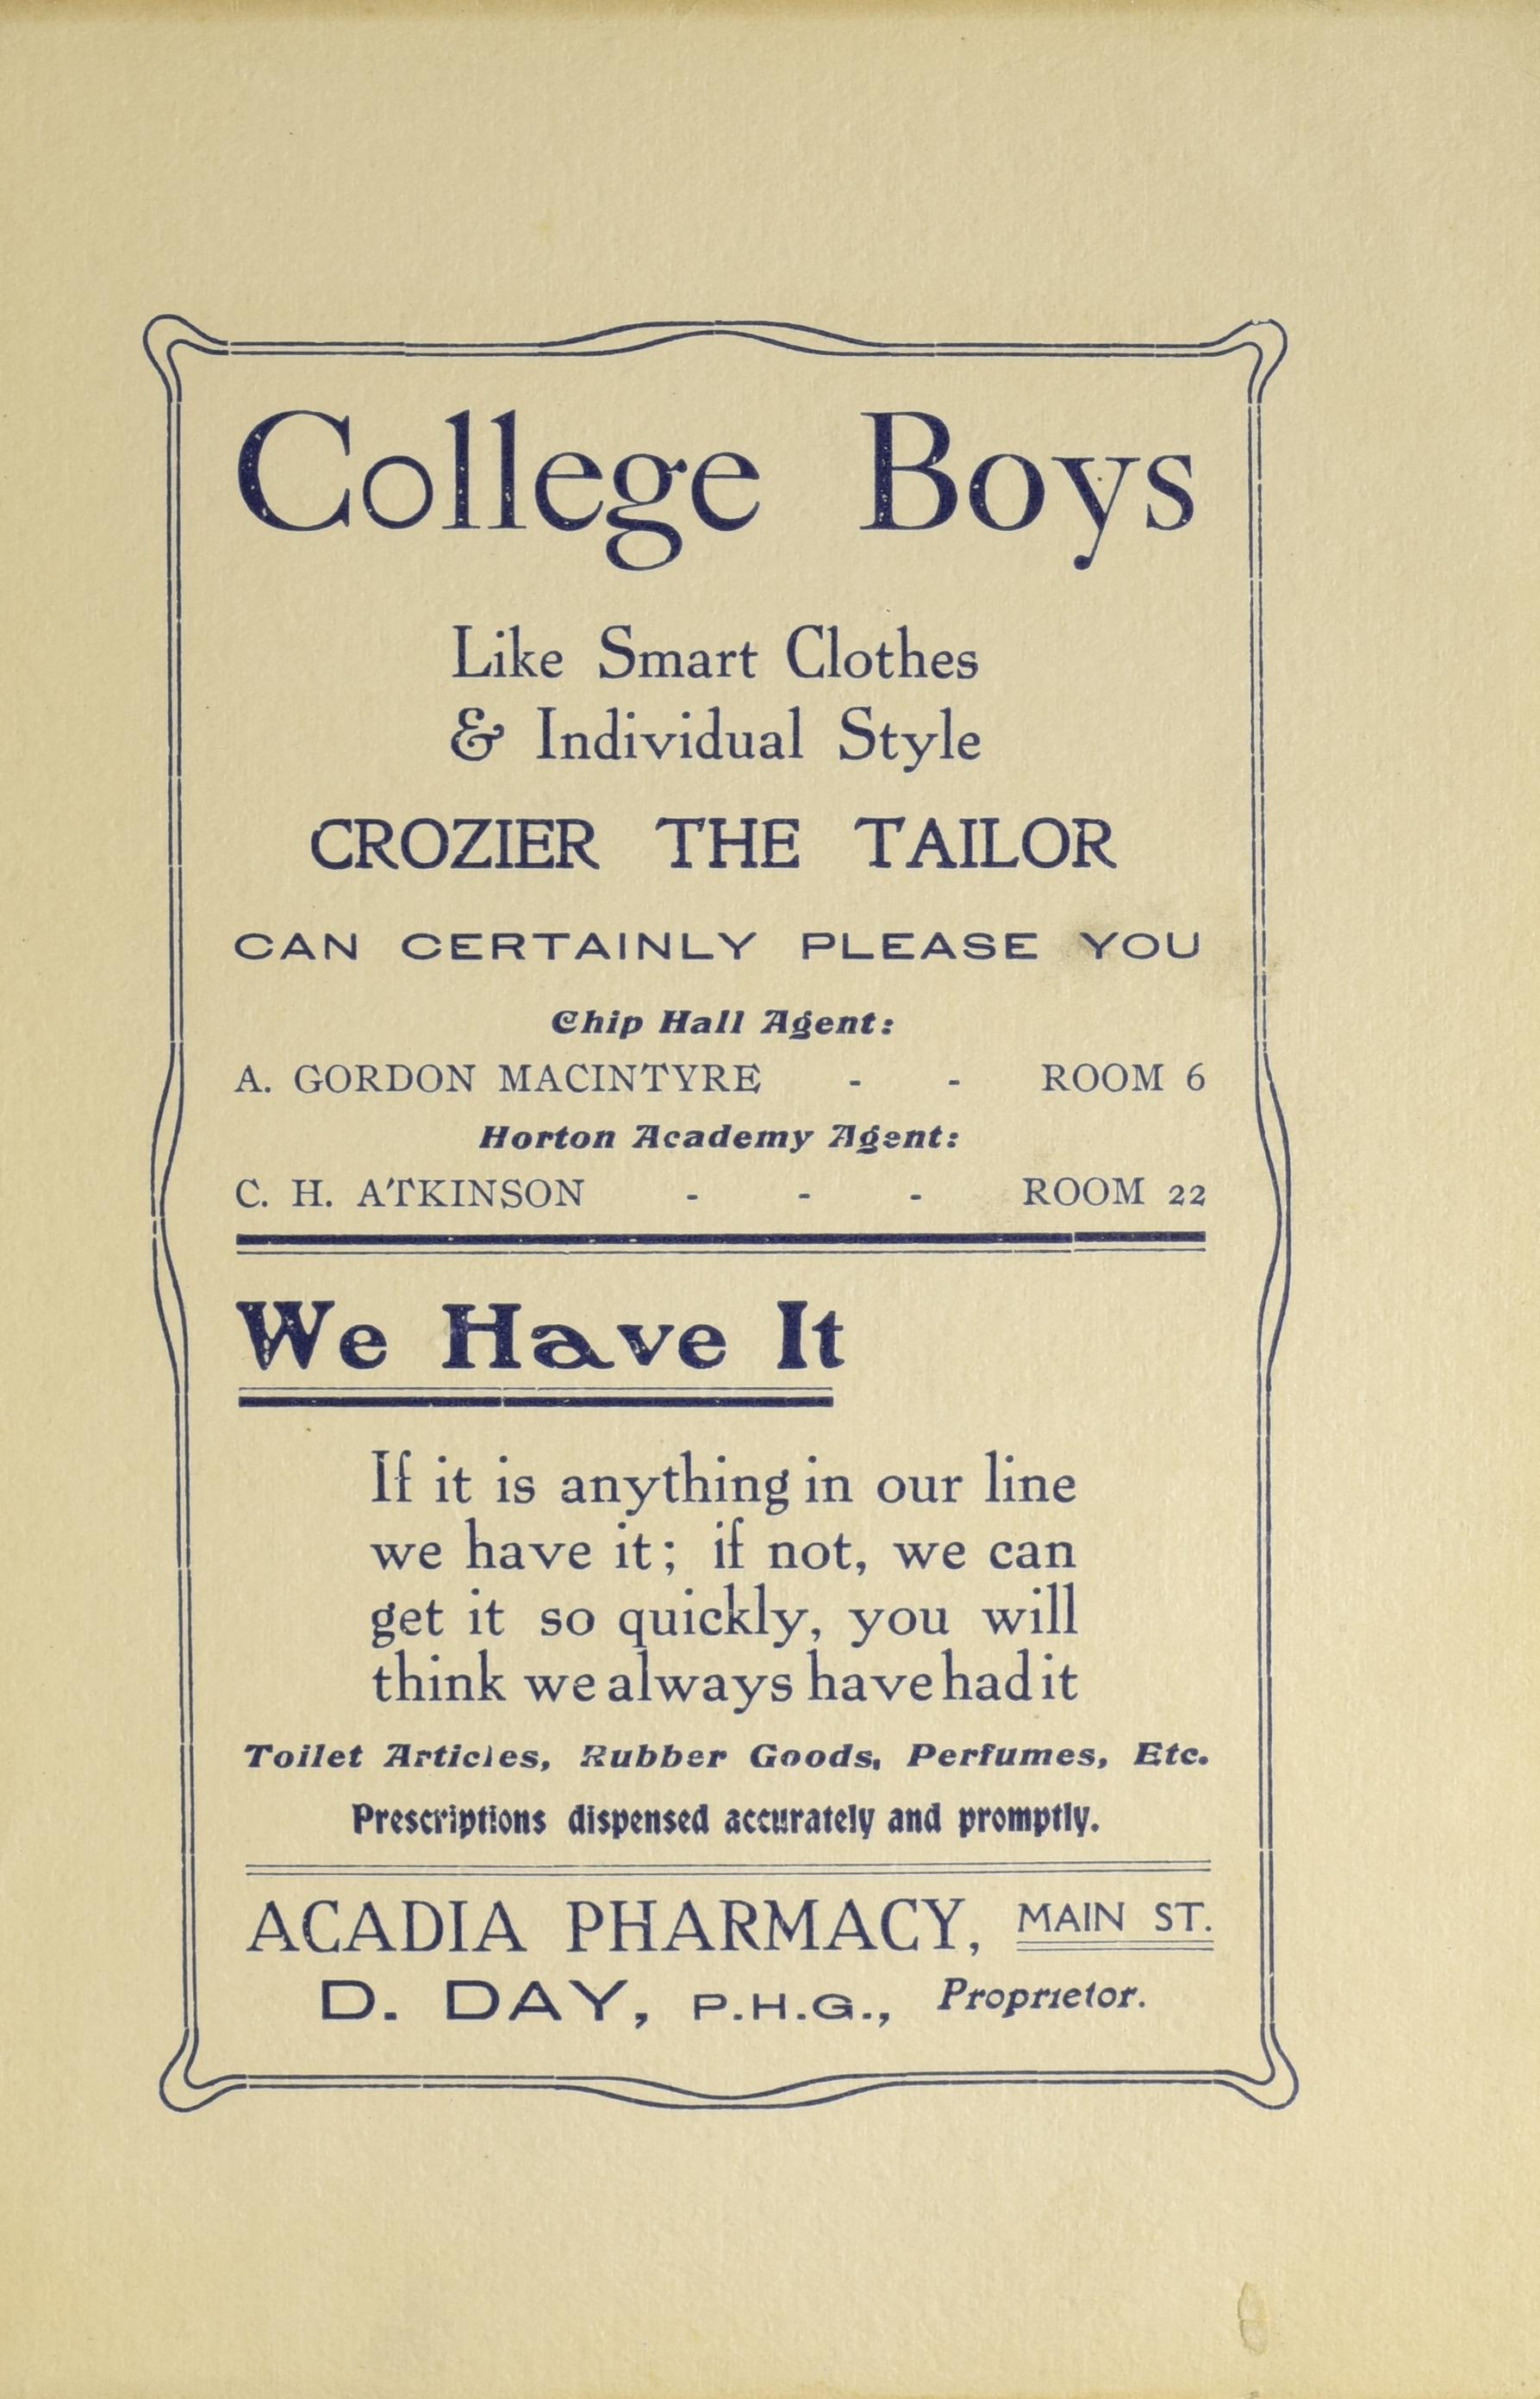 College Boys
Like Smart Clothes
& Individual Style
CROZIER THE TAILOR
CAN CERTAINLY PLEASE YOU
Chip Hall Agent:
A. GORDON MACINTYRE - - ROOM 6
Horton Academy Agent:
C. H. ATKINSON - - - ROOM 22
We Have It
If it is anything in our line
we have it; if not, we can
get it so quickly, you will
think we always have had it
Toilet Articles, Rubber Goods, Perfumes, Etc.
Prescriptions dispensed accurately and promptly.
ACADIA PHARMACY, MAIN ST.
D. DAY, P.H.G., Proprietor.